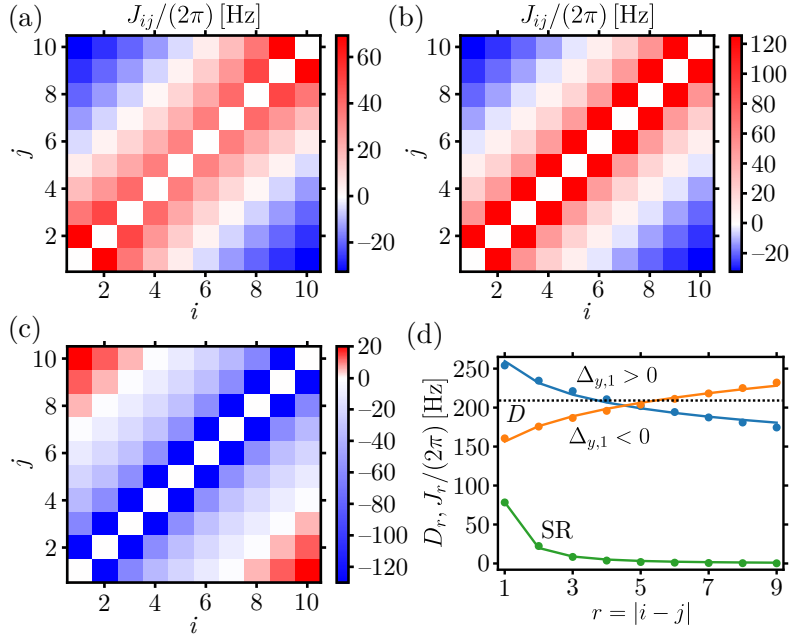 (a) J_{ij}/(2π) [Hz]
10
8
6
4
2
j
2 4 6 8 10
i
60
40
20
0
−20
(b) J_{ij}/(2π) [Hz]
10
8
6
4
2
j
2 4 6 8 10
i
120
100
80
60
40
20
0
−20
(c)
10
8
6
4
2
j
2 4 6 8 10
i
20
0
−20
−40
−60
−80
−100
−120
(d)
250
200
150
100
50
0
D_r, J_r/(2π) [Hz]
Δ_{y,1} > 0
D
Δ_{y,1} < 0
SR
1 3 5 7 9
r = |i − j|